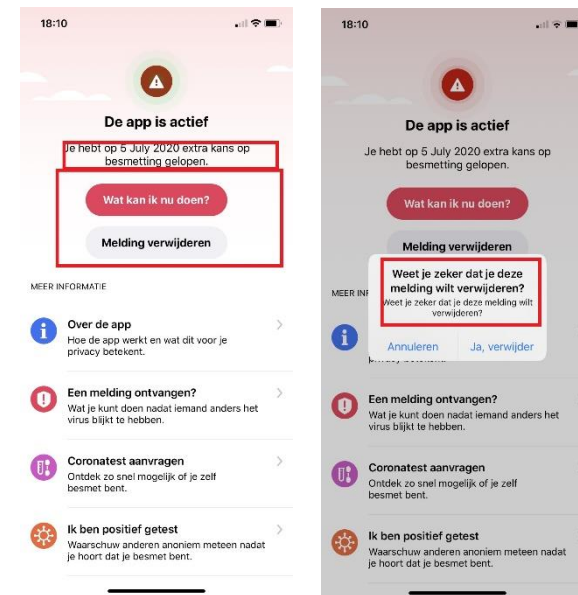 18:10
De app is actief
Je hebt op 5 July 2020 extra kans op
besmetting gelopen.
Wat kan ik nu doen?
Melding verwijderen
MEER INFORMATIE
Over de app
Hoe de app werkt en wat dit voor je
privacy betekent.
Een melding ontvangen?
Wat je kunt doen nadat iemand anders het
virus blijkt te hebben.
Coronatest aanvragen
Ontdek zo snel mogelijk of je zelf
besmet bent.
Ik ben positief getest
Waarschuw anderen anoniem meteen nadat
je hoort dat je besmet bent.
18:10
De app is actief
Je hebt op 5 July 2020 extra kans op
besmetting gelopen.
Wat kan ik nu doen?
Melding verwijderen
MEER INF
Weet je zeker dat je deze
melding wilt verwijderen?
Weet je zeker dat je deze melding wilt
verwijderen?
Annuleren
Ja, verwijder
privacy betekent.
Een melding ontvangen?
Wat je kunt doen nadat iemand anders het
virus blijkt te hebben.
Coronatest aanvragen
Ontdek zo snel mogelijk of je zelf
besmet bent.
Ik ben positief getest
Waarschuw anderen anoniem meteen nadat
je hoort dat je besmet bent.